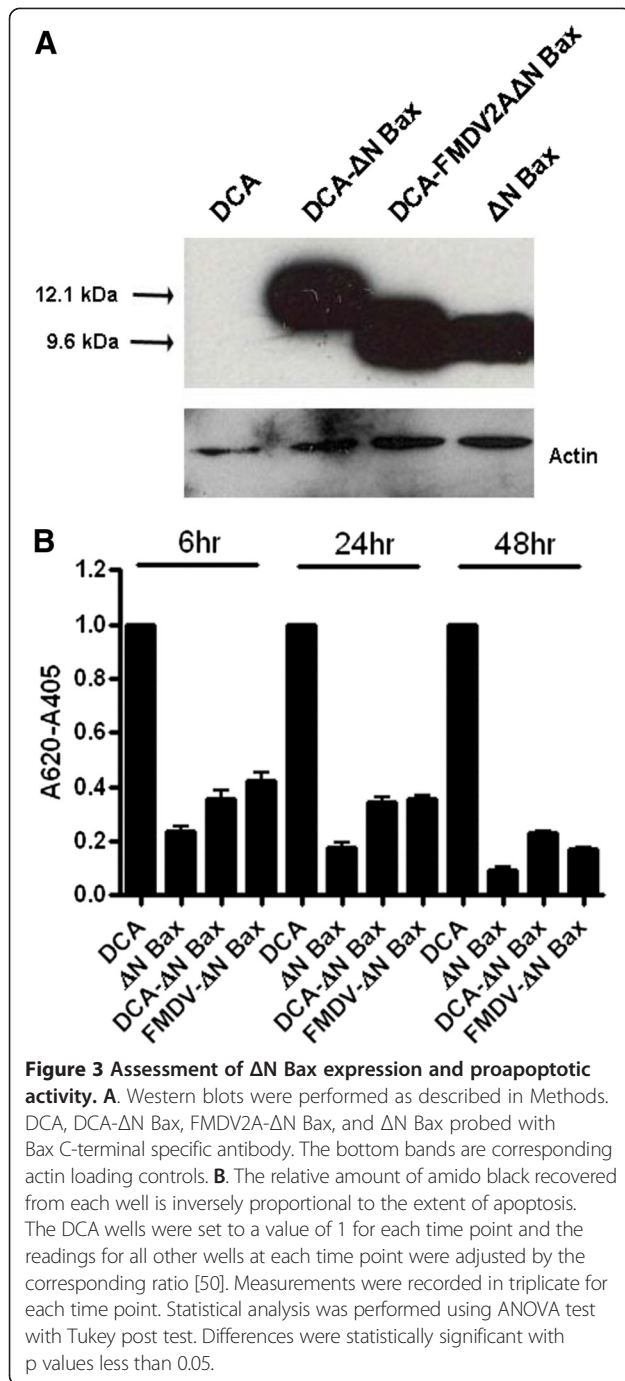 A
DCA
DCA-ΔN Bax
DCA-FMDV2AΔN Bax
ΔN Bax
12.1 kDa
9.6 kDa
Actin
B
6hr
24hr
48hr
1.2
1.0
0.8
0.6
0.4
0.2
0.0
A620-A405
DCA
ΔN Bax
DCA-ΔN Bax
FMDV-ΔN Bax
DCA
ΔN Bax
DCA-ΔN Bax
FMDV-ΔN Bax
DCA
ΔN Bax
DCA-ΔN Bax
FMDV-ΔN Bax
Figure 3 Assessment of ΔN Bax expression and proapoptotic
activity. A. Western blots were performed as described in Methods.
DCA, DCA-ΔN Bax, FMDV2A-ΔN Bax, and ΔN Bax probed with
Bax C-terminal specific antibody. The bottom bands are corresponding
actin loading controls. B. The relative amount of amido black recovered
from each well is inversely proportional to the extent of apoptosis.
The DCA wells were set to a value of 1 for each time point and the
readings for all other wells at each time point were adjusted by the
corresponding ratio [50]. Measurements were recorded in triplicate for
each time point. Statistical analysis was performed using ANOVA test
with Tukey post test. Differences were statistically significant with
p values less than 0.05.